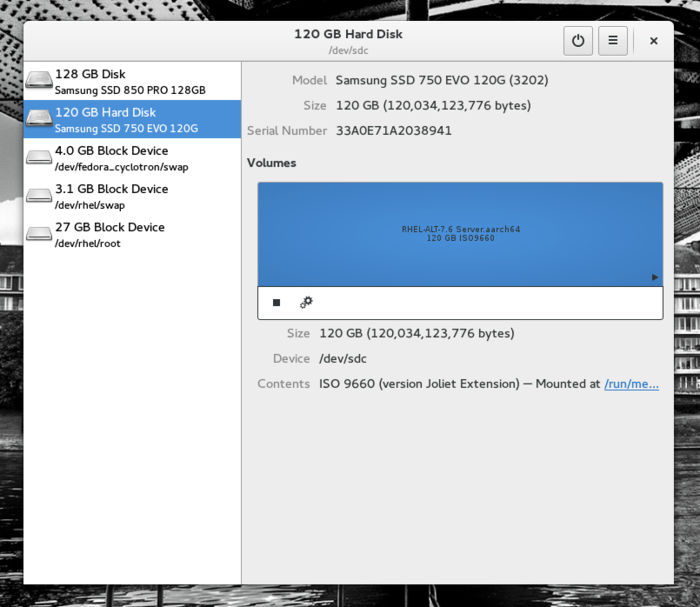 120 GB Hard Disk
/dev/sdc
128 GB Disk
Samsung SSD 850 PRO 128GB
120 GB Hard Disk
Samsung SSD 750 EVO 120G
4.0 GB Block Device
/dev/fedora_cyclotron/swap
3.1 GB Block Device
/dev/rhel/swap
27 GB Block Device
/dev/rhel/root
Model Samsung SSD 750 EVO 120G (3202)
Size 120 GB (120,034,123,776 bytes)
Serial Number 33A0E71A2038941
Volumes
RHEL-ALT-7.6 Server.aarch64
120 GB ISO9660
Size 120 GB (120,034,123,776 bytes)
Device /dev/sdc
Contents ISO 9660 (version Joliet Extension) — Mounted at /run/me...